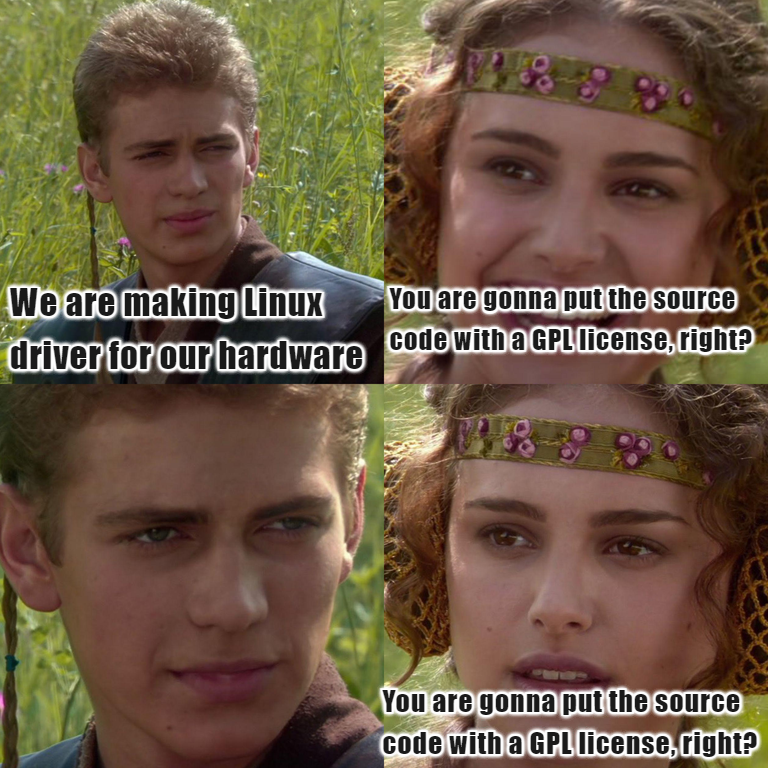 We are making Linux
driver for our hardware
You are gonna put the source
code with a GPL license, right?
You are gonna put the source
code with a GPL license, right?